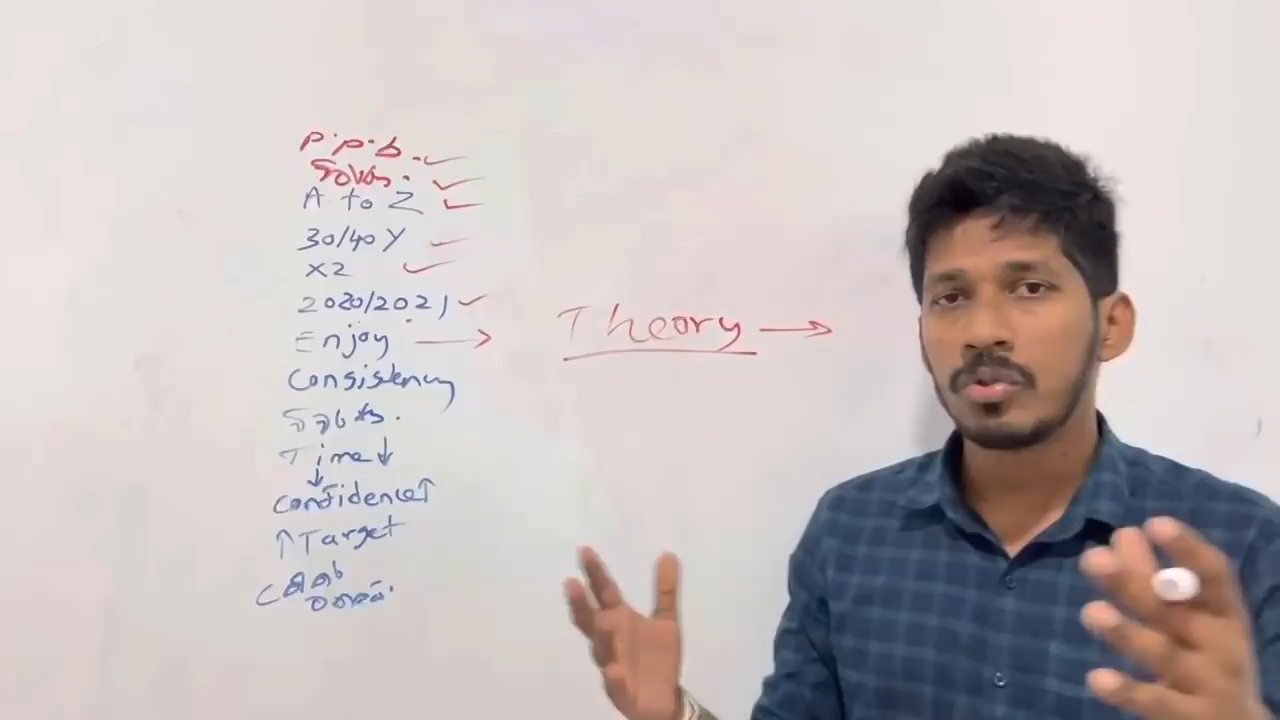 P.P.b.
A to Z
30/40 Y
X2
2020/2021
Enjoy → Theory →
Consistency
Time↓
↓
Confidence↑
↑Target